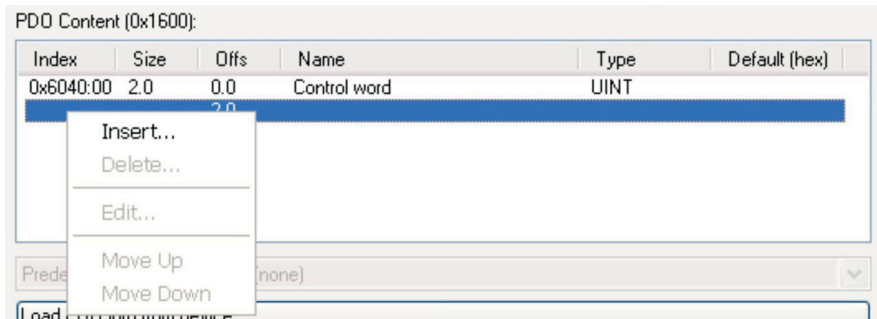 PDO Content (0x1600):
Index Size Offs Name Type Default (hex)
0x6040:00 2.0 0.0 Control word UINT
2.0
Insert...
Delete...
Edit...
Move Up
Move Down
(none)
Load